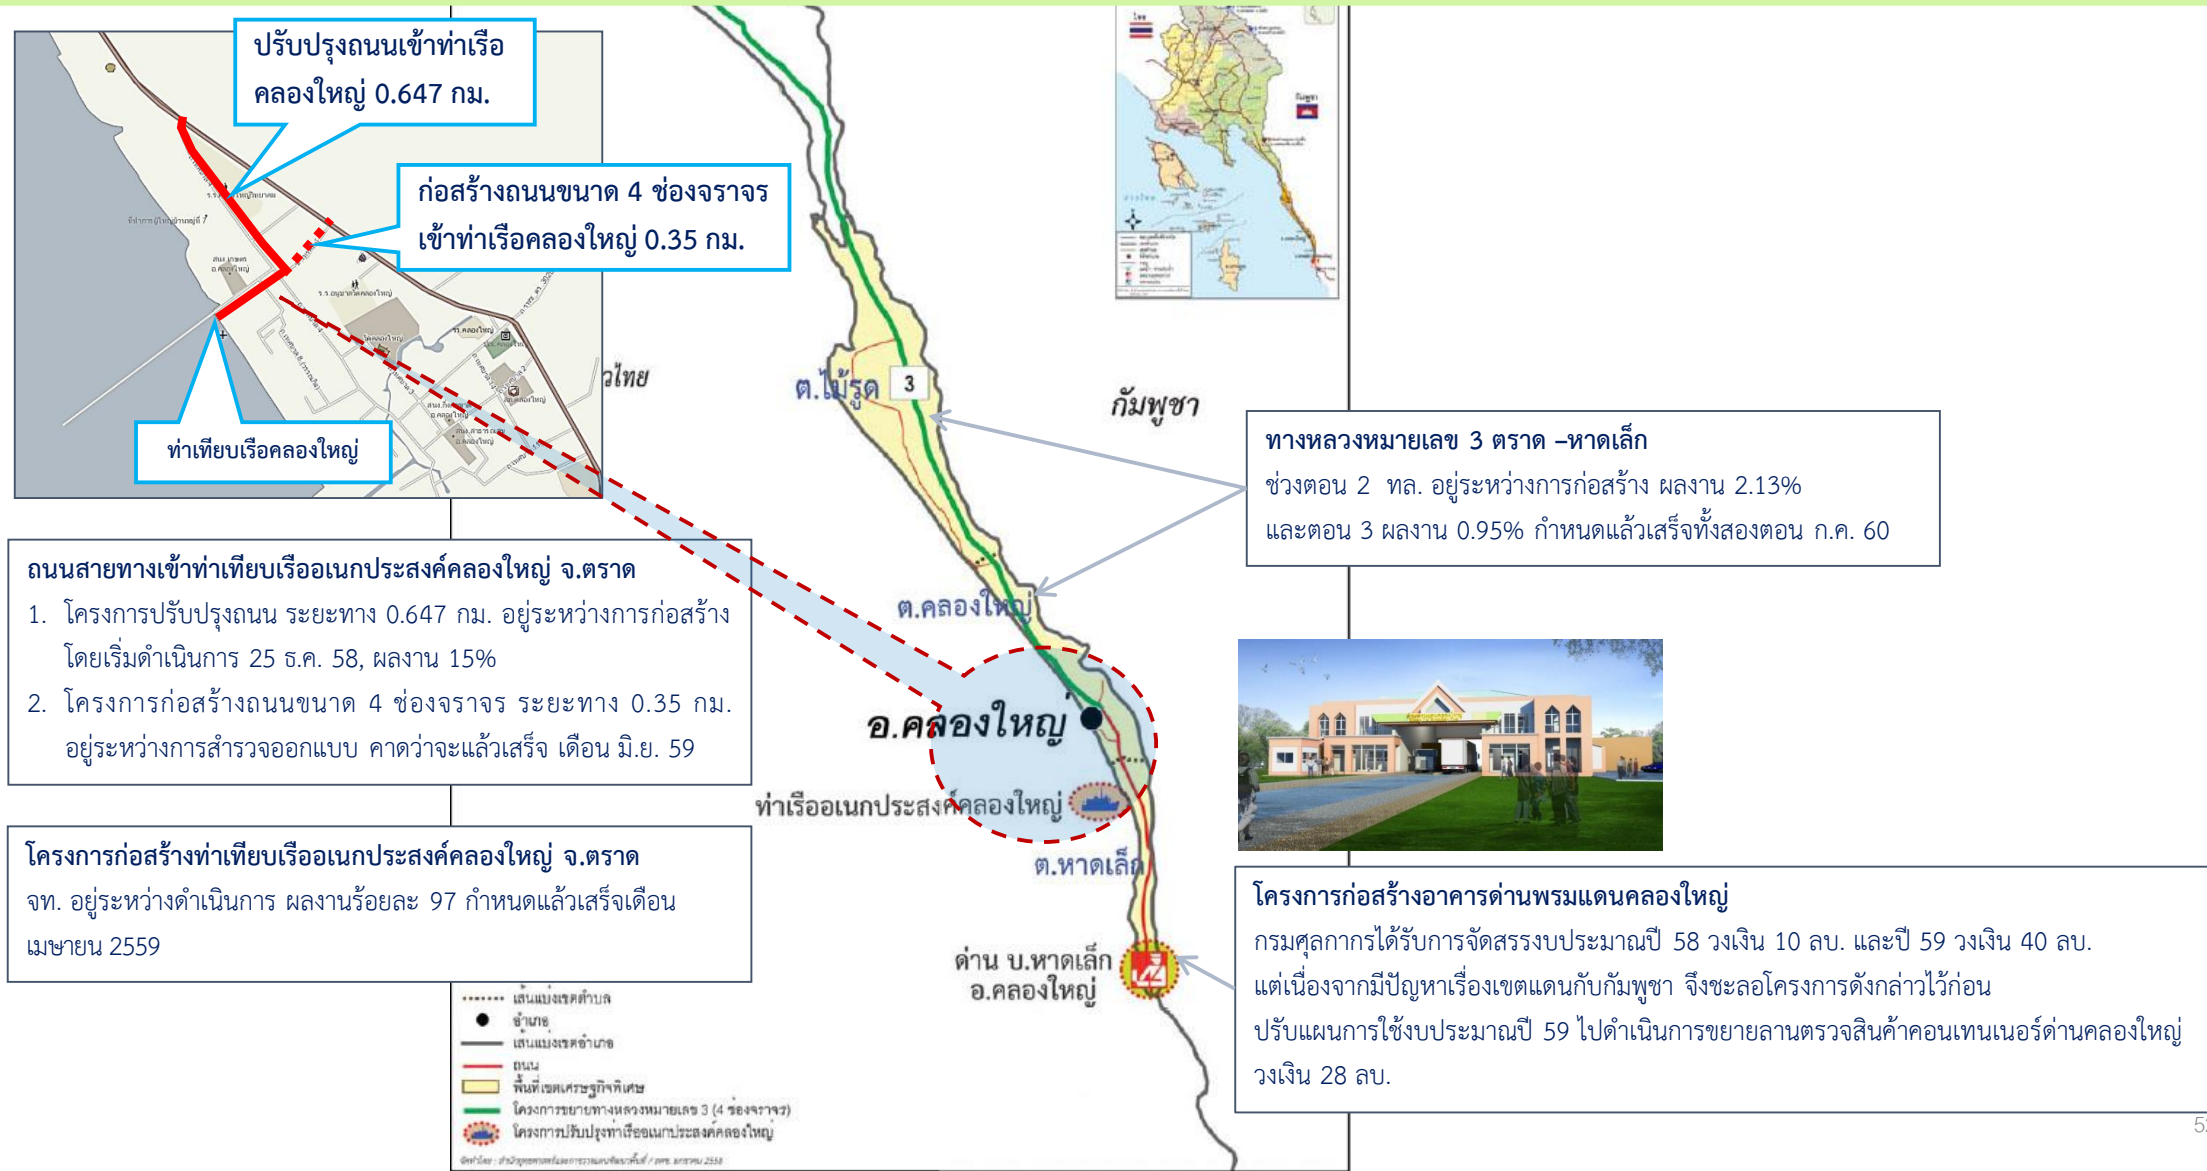 ปรับปรุงถนนเข้าท่าเรือ
คลองใหญ่ 0.647 กม.
ก่อสร้างถนนขนาด 4 ช่องจราจร
เข้าท่าเรือคลองใหญ่ 0.35 กม.
ท่าเทียบเรือคลองใหญ่
ไทย
กัมพูชา
วไทย
ต.ไม้รูด
3
กัมพูชา
ทางหลวงหมายเลข 3 ตราด –หาดเล็ก
ช่วงตอน 2 ทล. อยู่ระหว่างการก่อสร้าง ผลงาน 2.13%
และตอน 3 ผลงาน 0.95% กำหนดแล้วเสร็จทั้งสองตอน ก.ค. 60
ถนนสายทางเข้าท่าเทียบเรืออเนกประสงค์คลองใหญ่ จ.ตราด
1. โครงการปรับปรุงถนน ระยะทาง 0.647 กม. อยู่ระหว่างการก่อสร้าง
โดยเริ่มดำเนินการ 25 ธ.ค. 58, ผลงาน 15%
2. โครงการก่อสร้างถนนขนาด 4 ช่องจราจร ระยะทาง 0.35 กม.
อยู่ระหว่างการสำรวจออกแบบ คาดว่าจะแล้วเสร็จ เดือน มิ.ย. 59
ต.คลองใหญ่
อ.คลองใหญ่
ท่าเรืออเนกประสงค์คลองใหญ่
ต.หาดเล็ก
ด่าน บ.หาดเล็ก
อ.คลองใหญ่
โครงการก่อสร้างท่าเทียบเรืออเนกประสงค์คลองใหญ่ จ.ตราด
จท. อยู่ระหว่างดำเนินการ ผลงานร้อยละ 97 กำหนดแล้วเสร็จเดือน
เมษายน 2559
โครงการก่อสร้างอาคารด่านพรมแดนคลองใหญ่
กรมศุลกากรได้รับการจัดสรรงบประมาณปี 58 วงเงิน 10 ลบ. และปี 59 วงเงิน 40 ลบ.
แต่เนื่องจากมีปัญหาเรื่องเขตแดนกับกัมพูชา จึงชะลอโครงการดังกล่าวไว้ก่อน
ปรับแผนการใช้งบประมาณปี 59 ไปดำเนินการขยายลานตรวจสินค้าคอนเทนเนอร์ด่านคลองใหญ่
วงเงิน 28 ลบ.
เส้นแบ่งเขตตำบล
อำเภอ
เส้นแบ่งเขตอำเภอ
ถนน
พื้นที่เขตเศรษฐกิจพิเศษ
โครงการขยายทางหลวงหมายเลข 3 (4 ช่องจราจร)
โครงการปรับปรุงท่าเรืออเนกประสงค์คลองใหญ่